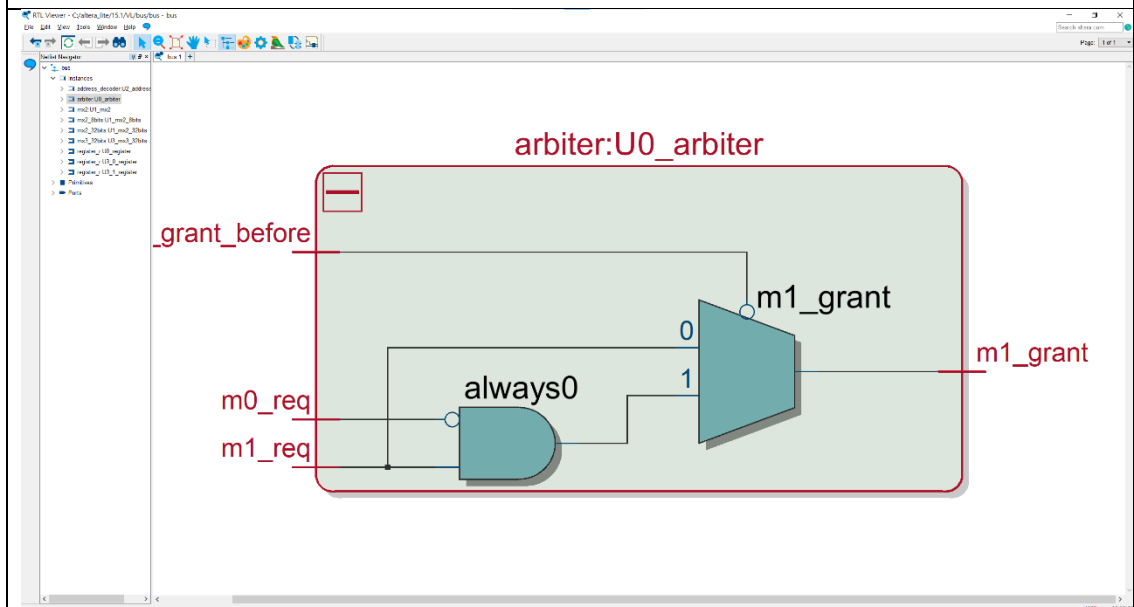 RTL Viewer - C:/altera_lite/15.1/VL/bus/bus - bus
File Edit View Tools Window Help
Search altera.com
Page: 1 of 1
Netlist Navigator
bus:1
bus
Instances
address_decoder:U2_address
arbiter:U0_arbiter
mx2:U1_mx2
mx2_8bits:U1_mx2_8bits
mx2_32bits:U1_mx2_32bits
mx3_32bits:U3_mx3_32bits
register_r:U0_register
register_r:U3_0_register
register_r:U3_1_register
Primitives
Ports
arbiter:U0_arbiter
_grant_before
m1_grant
0
m1_grant
1
always0
m0_req
m1_req